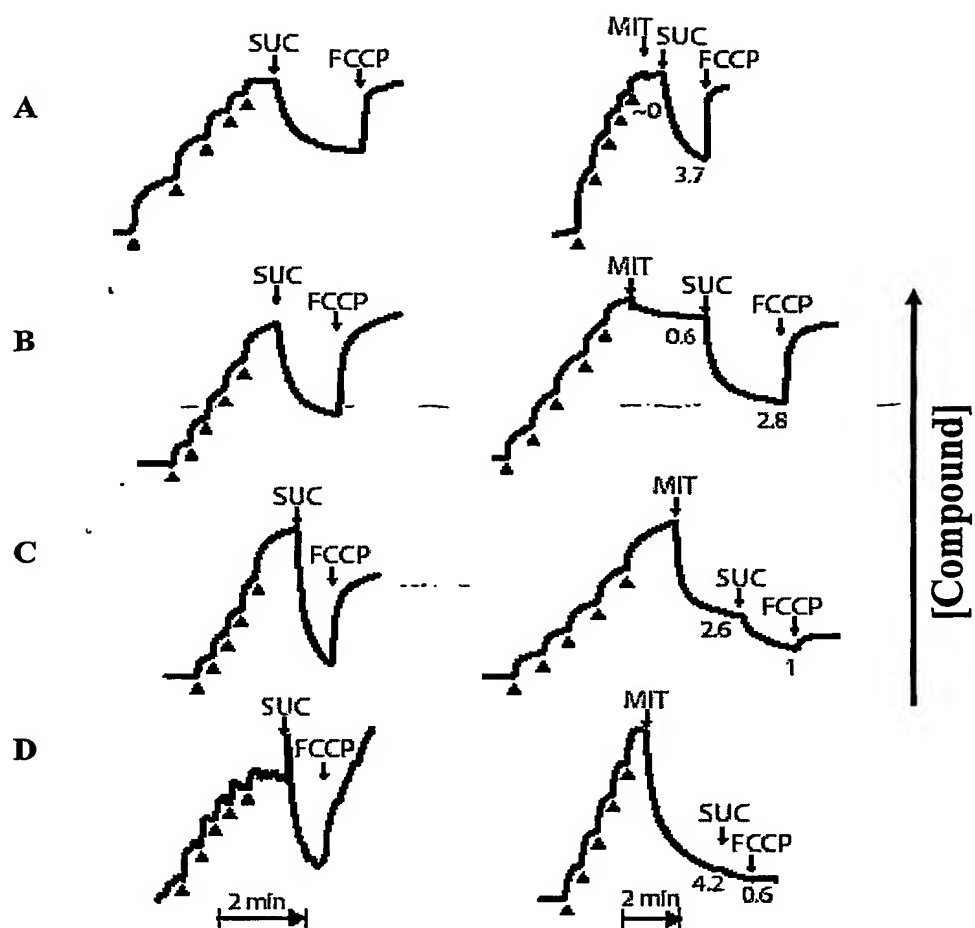 MIT
SUC
SUC
FCCP
FCCP
A
~0
3.7
SUC
MIT
SUC
FCCP
FCCP
B
0.6
2.8
SUC
MIT
C
FCCP
SUC
FCCP
2.6
1
[Compound]
SUC
MIT
D
FCCP
SUC
FCCP
4.2
0.6
2 min
2 min